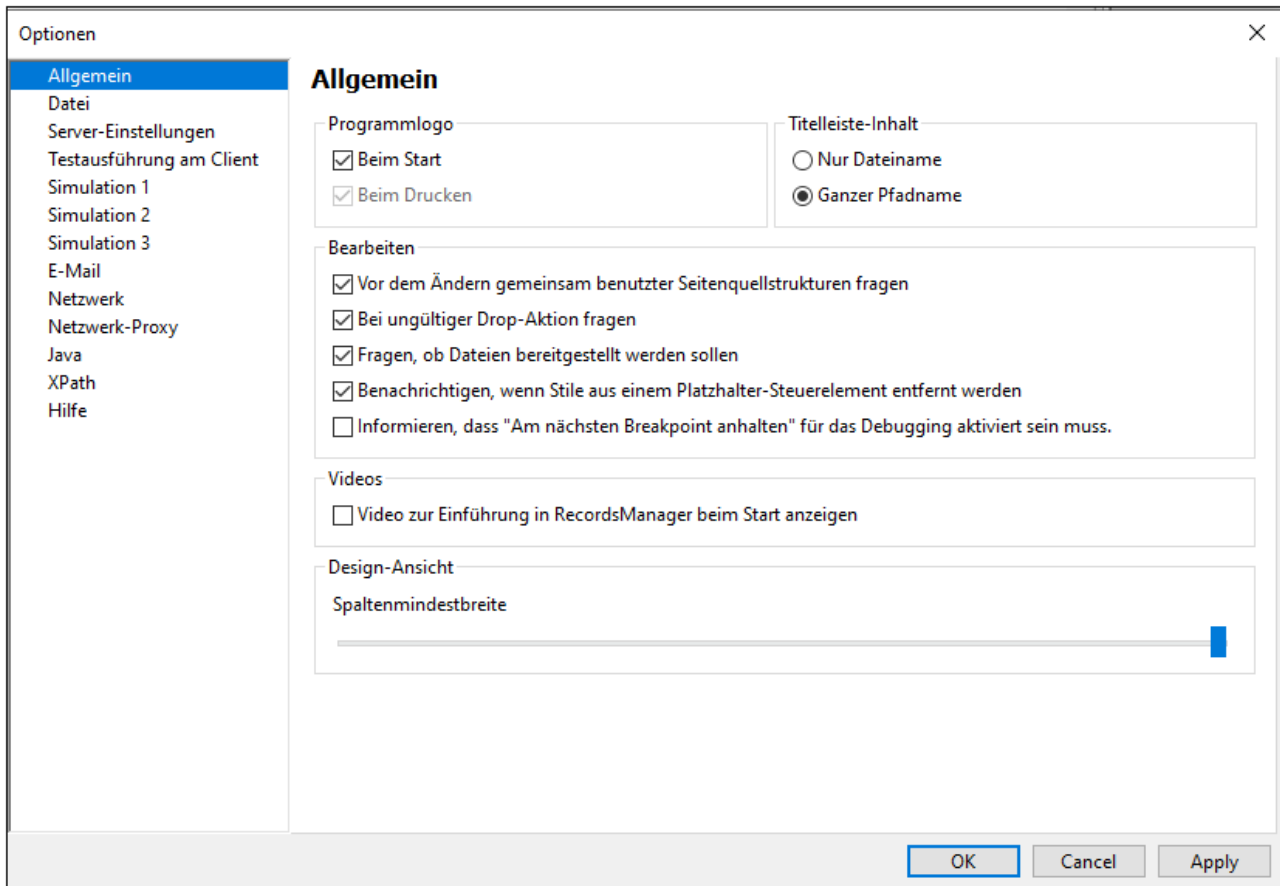 Optionen
Allgemein
Datei
Server-Einstellungen
Testausführung am Client
Simulation 1
Simulation 2
Simulation 3
E-Mail
Netzwerk
Netzwerk-Proxy
Java
XPath
Hilfe
Allgemein
Programmlogo
Beim Start
Beim Drucken
Titelleiste-Inhalt
Nur Dateiname
Ganzer Pfadname
Bearbeiten
Vor dem Ändern gemeinsam benutzter Seitenquellstrukturen fragen
Bei ungültiger Drop-Aktion fragen
Fragen, ob Dateien bereitgestellt werden sollen
Benachrichtigen, wenn Stile aus einem Platzhalter-Steuerelement entfernt werden
Informieren, dass "Am nächsten Breakpoint anhalten" für das Debugging aktiviert sein muss.
Videos
Video zur Einführung in RecordsManager beim Start anzeigen
Design-Ansicht
Spaltenmindestbreite
OK
Cancel
Apply